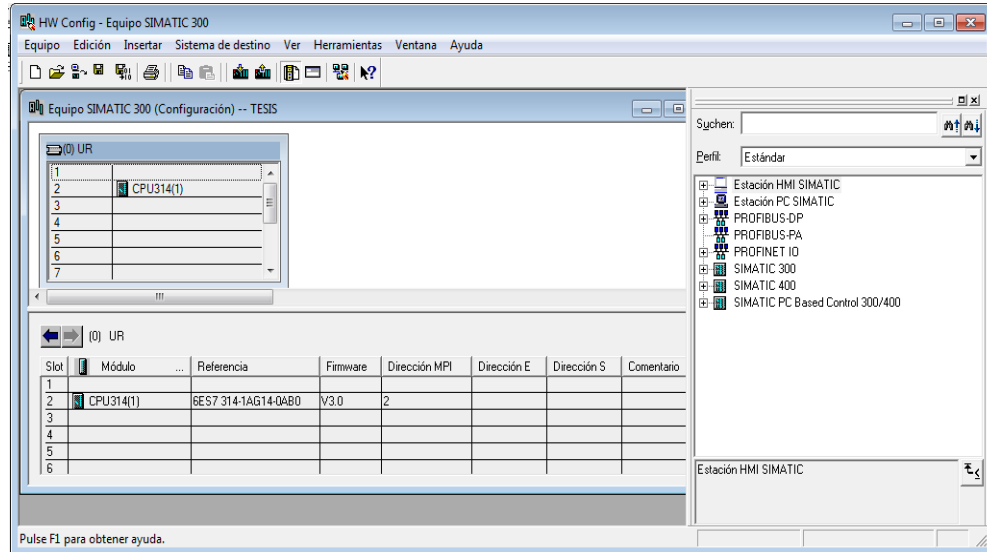 HW Config - Equipo SIMATIC 300
Equipo Edición Insertar Sistema de destino Ver Herramientas Ventana Ayuda
Equipo SIMATIC 300 (Configuración) -- TESIS
(0) UR
1
2 CPU314(1)
3
4
5
6
7
(0) UR
Slot Módulo ... Referencia Firmware Dirección MPI Dirección E Dirección S Comentario
1
2 CPU314(1) 6ES7 314-1AG14-0AB0 V3.0 2
3
4
5
6
Suchen:
Perfil: Estándar
Estación HMI SIMATIC
Estación PC SIMATIC
PROFIBUS-DP
PROFIBUS-PA
PROFINET IO
SIMATIC 300
SIMATIC 400
SIMATIC PC Based Control 300/400
Estación HMI SIMATIC
Pulse F1 para obtener ayuda.